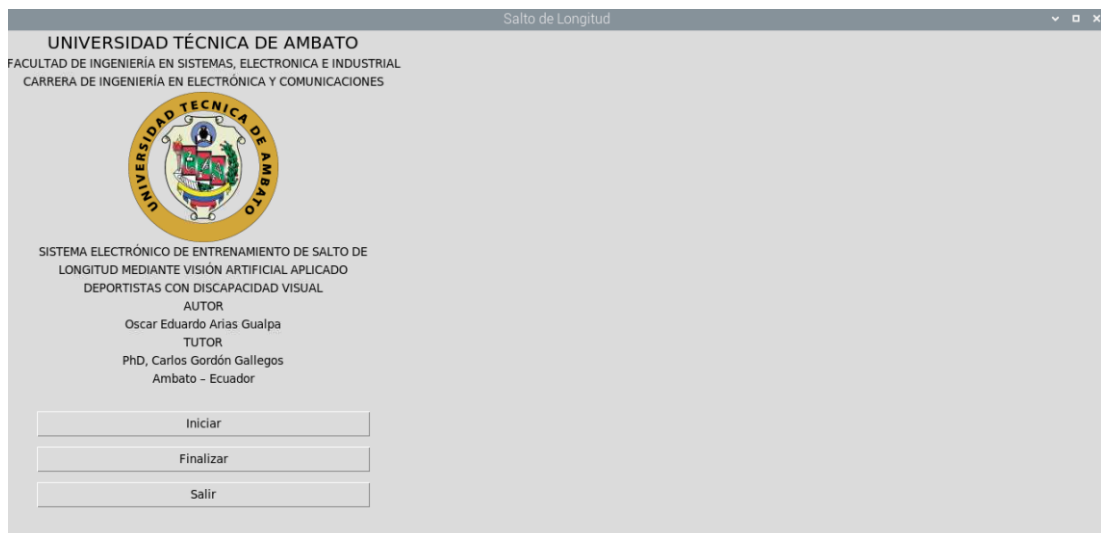 Salto de Longitud
UNIVERSIDAD TÉCNICA DE AMBATO
FACULTAD DE INGENIERÍA EN SISTEMAS, ELECTRONICA E INDUSTRIAL
CARRERA DE INGENIERÍA EN ELECTRÓNICA Y COMUNICACIONES
UNIVERSIDAD TECNICA DE AMBATO
SISTEMA ELECTRÓNICO DE ENTRENAMIENTO DE SALTO DE
LONGITUD MEDIANTE VISIÓN ARTIFICIAL APLICADO
DEPORTISTAS CON DISCAPACIDAD VISUAL
AUTOR
Oscar Eduardo Arias Gualpa
TUTOR
PhD, Carlos Gordón Gallegos
Ambato – Ecuador
Iniciar
Finalizar
Salir